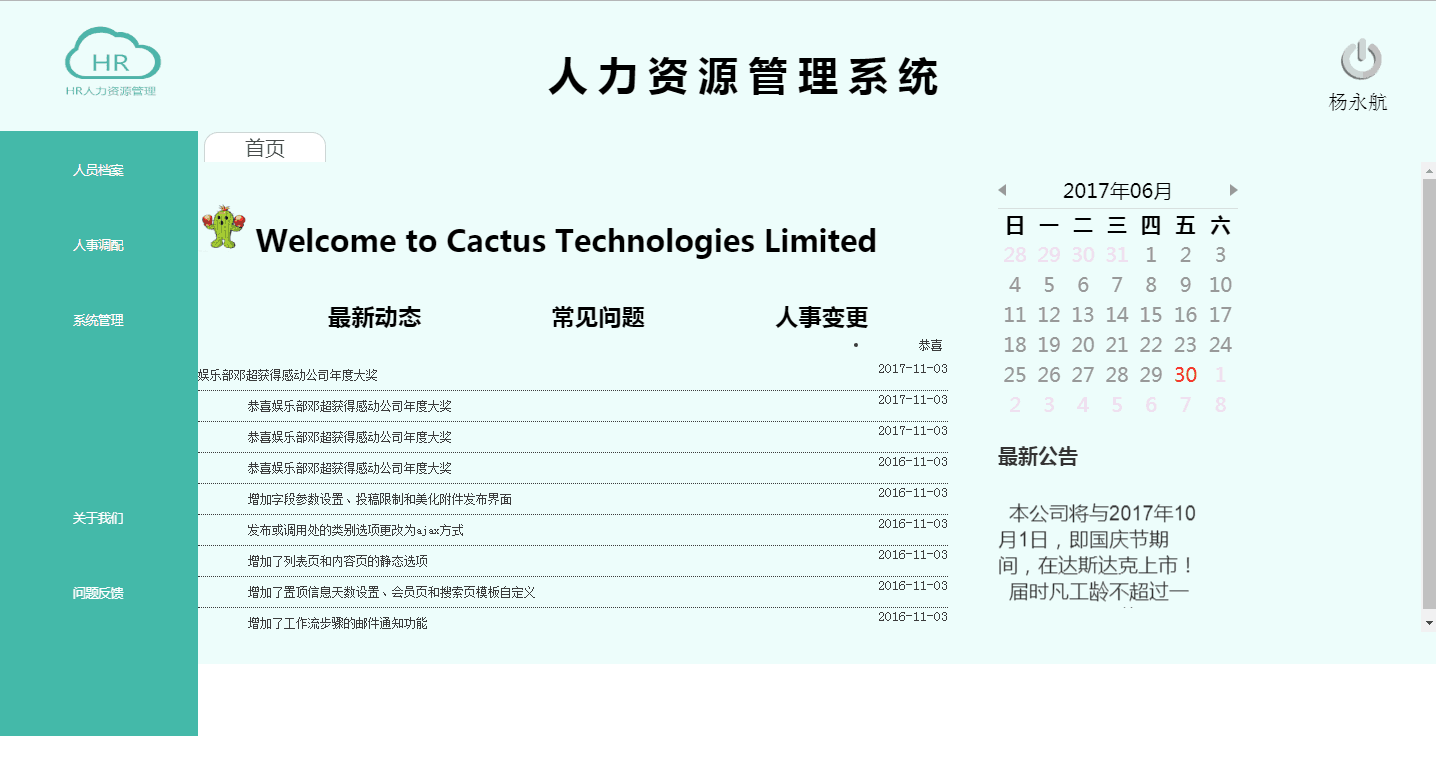 HR
HR人力资源管理
人力资源管理系统
杨永航
人员档案
人事调配
系统管理
关于我们
问题反馈
首页
Welcome to Cactus Technologies Limited
最新动态 常见问题 人事变更
• 恭喜
娱乐部邓超获得感动公司年度大奖 2017-11-03
恭喜娱乐部邓超获得感动公司年度大奖 2017-11-03
恭喜娱乐部邓超获得感动公司年度大奖 2017-11-03
恭喜娱乐部邓超获得感动公司年度大奖 2016-11-03
增加字段参数设置、投稿限制和美化附件发布界面 2016-11-03
发布或调用处的类别选项更改为ajax方式 2016-11-03
增加了列表页和内容页的静态选项 2016-11-03
增加了置顶信息天数设置、会员页和搜索页模板自定义 2016-11-03
增加了工作流步骤的邮件通知功能 2016-11-03
2017年06月
日 一 二 三 四 五 六
28 29 30 31 1 2 3
4 5 6 7 8 9 10
11 12 13 14 15 16 17
18 19 20 21 22 23 24
25 26 27 28 29 30 1
2 3 4 5 6 7 8
最新公告
本公司将与2017年10
月1日，即国庆节期
间，在达斯达克上市！
届时凡工龄不超过一